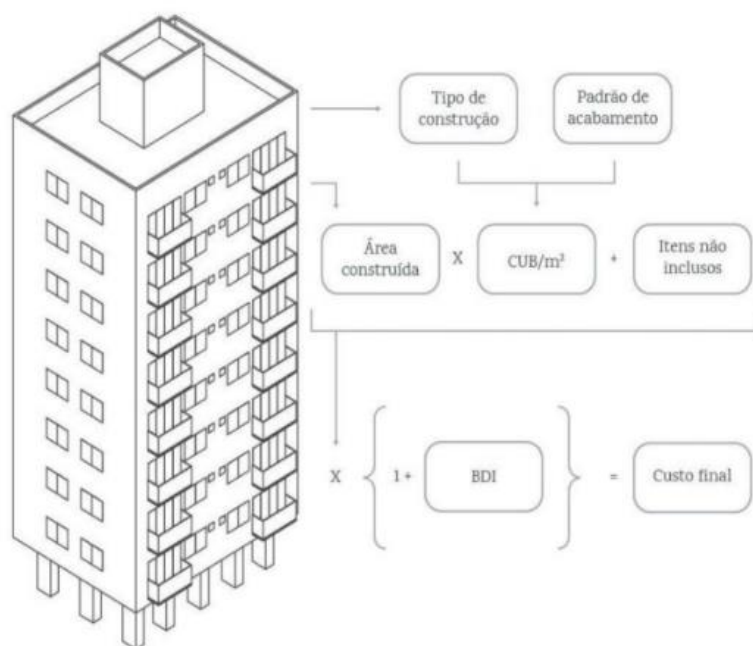 Tipo de
construção
Padrão de
acabamento
Área
construída
X
CUB/m²
+
Itens não
inclusos
X
1 +
BDI
=
Custo final